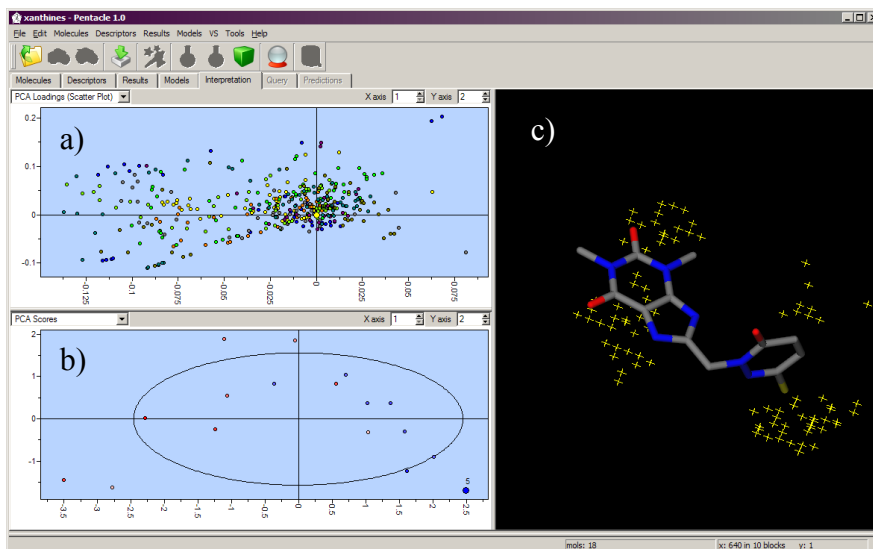 xanthines - Pentacle 1.0
File Edit Molecules Descriptors Results Models VS Tools Help
Molecules Descriptors Results Models Interpretation Query Predictions
PCA Loadings (Scatter Plot) X axis 1 Y axis 2
a)
0.2
0.1
0
-0.1
-0.125 -0.1 -0.075 -0.05 -0.025 0 0.025 0.05 0.075
PCA Scores X axis 1 Y axis 2
b)
2
1
0
-1
-3.5 -3 -2.5 -2 -1.5 -1 -0.5 0 0.5 1 1.5 2 2.5
5
c)
mols: 18 x: 640 in 10 blocks y: 1